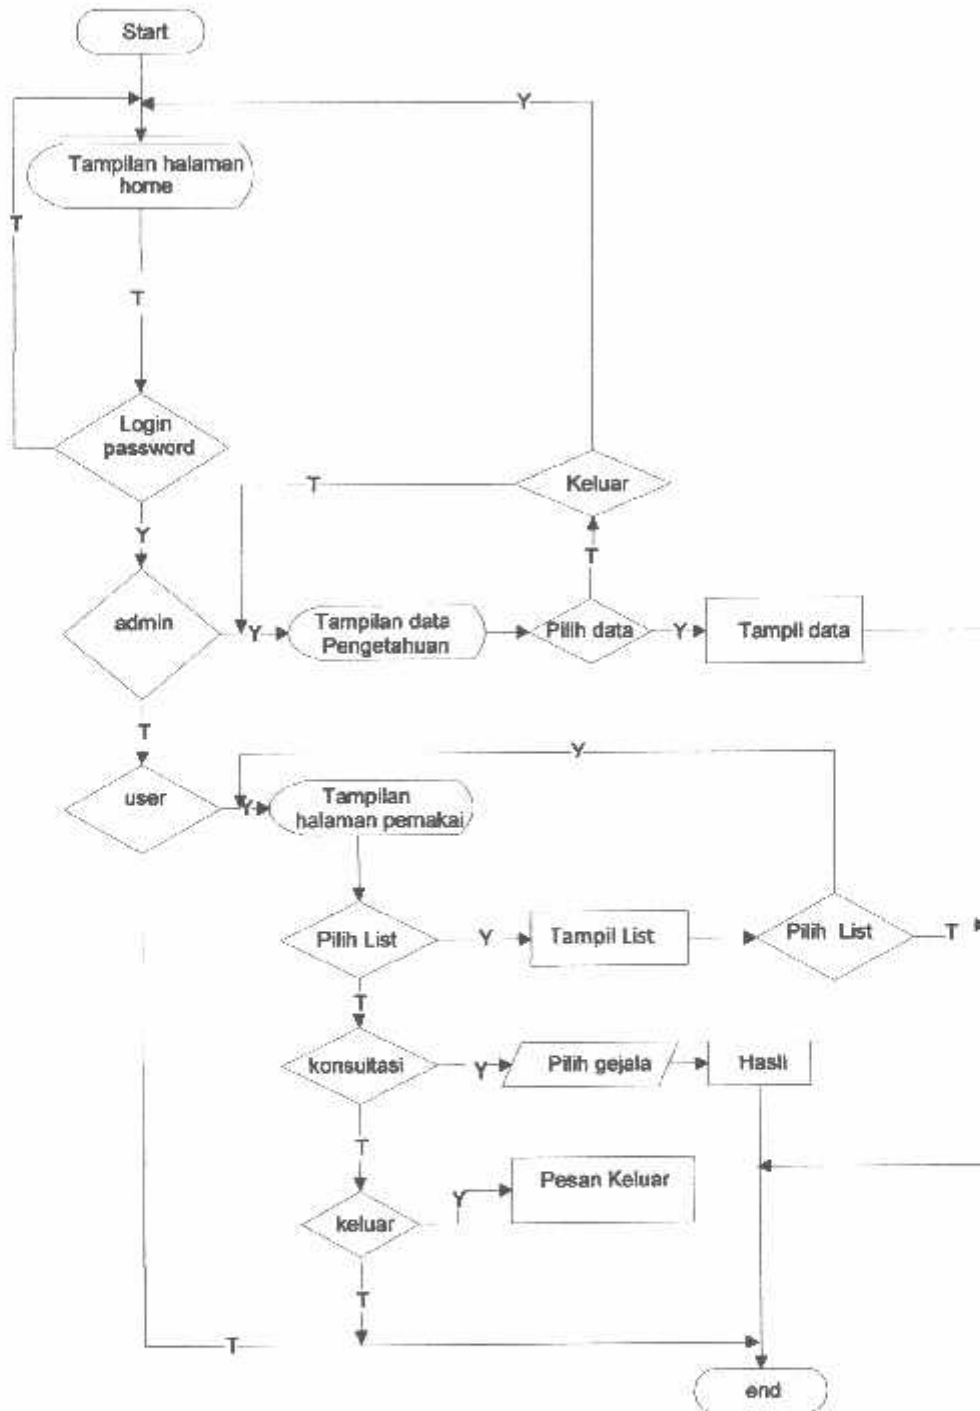 Start
Y
Tampilan halaman
home
T
T
Login
password
Keluar
T
Y
T
admin
Y
Tampilan data
Pengetahuan
Pilih data
Y
Tampil data
T
Y
user
Y
Tampilan
halaman pemakai
Pilih List
Y
Tampil List
Pilih List
T
T
konsultasi
Y
Pilih gejala
Hasil
T
Pesan Keluar
Y
keluar
T
T
end